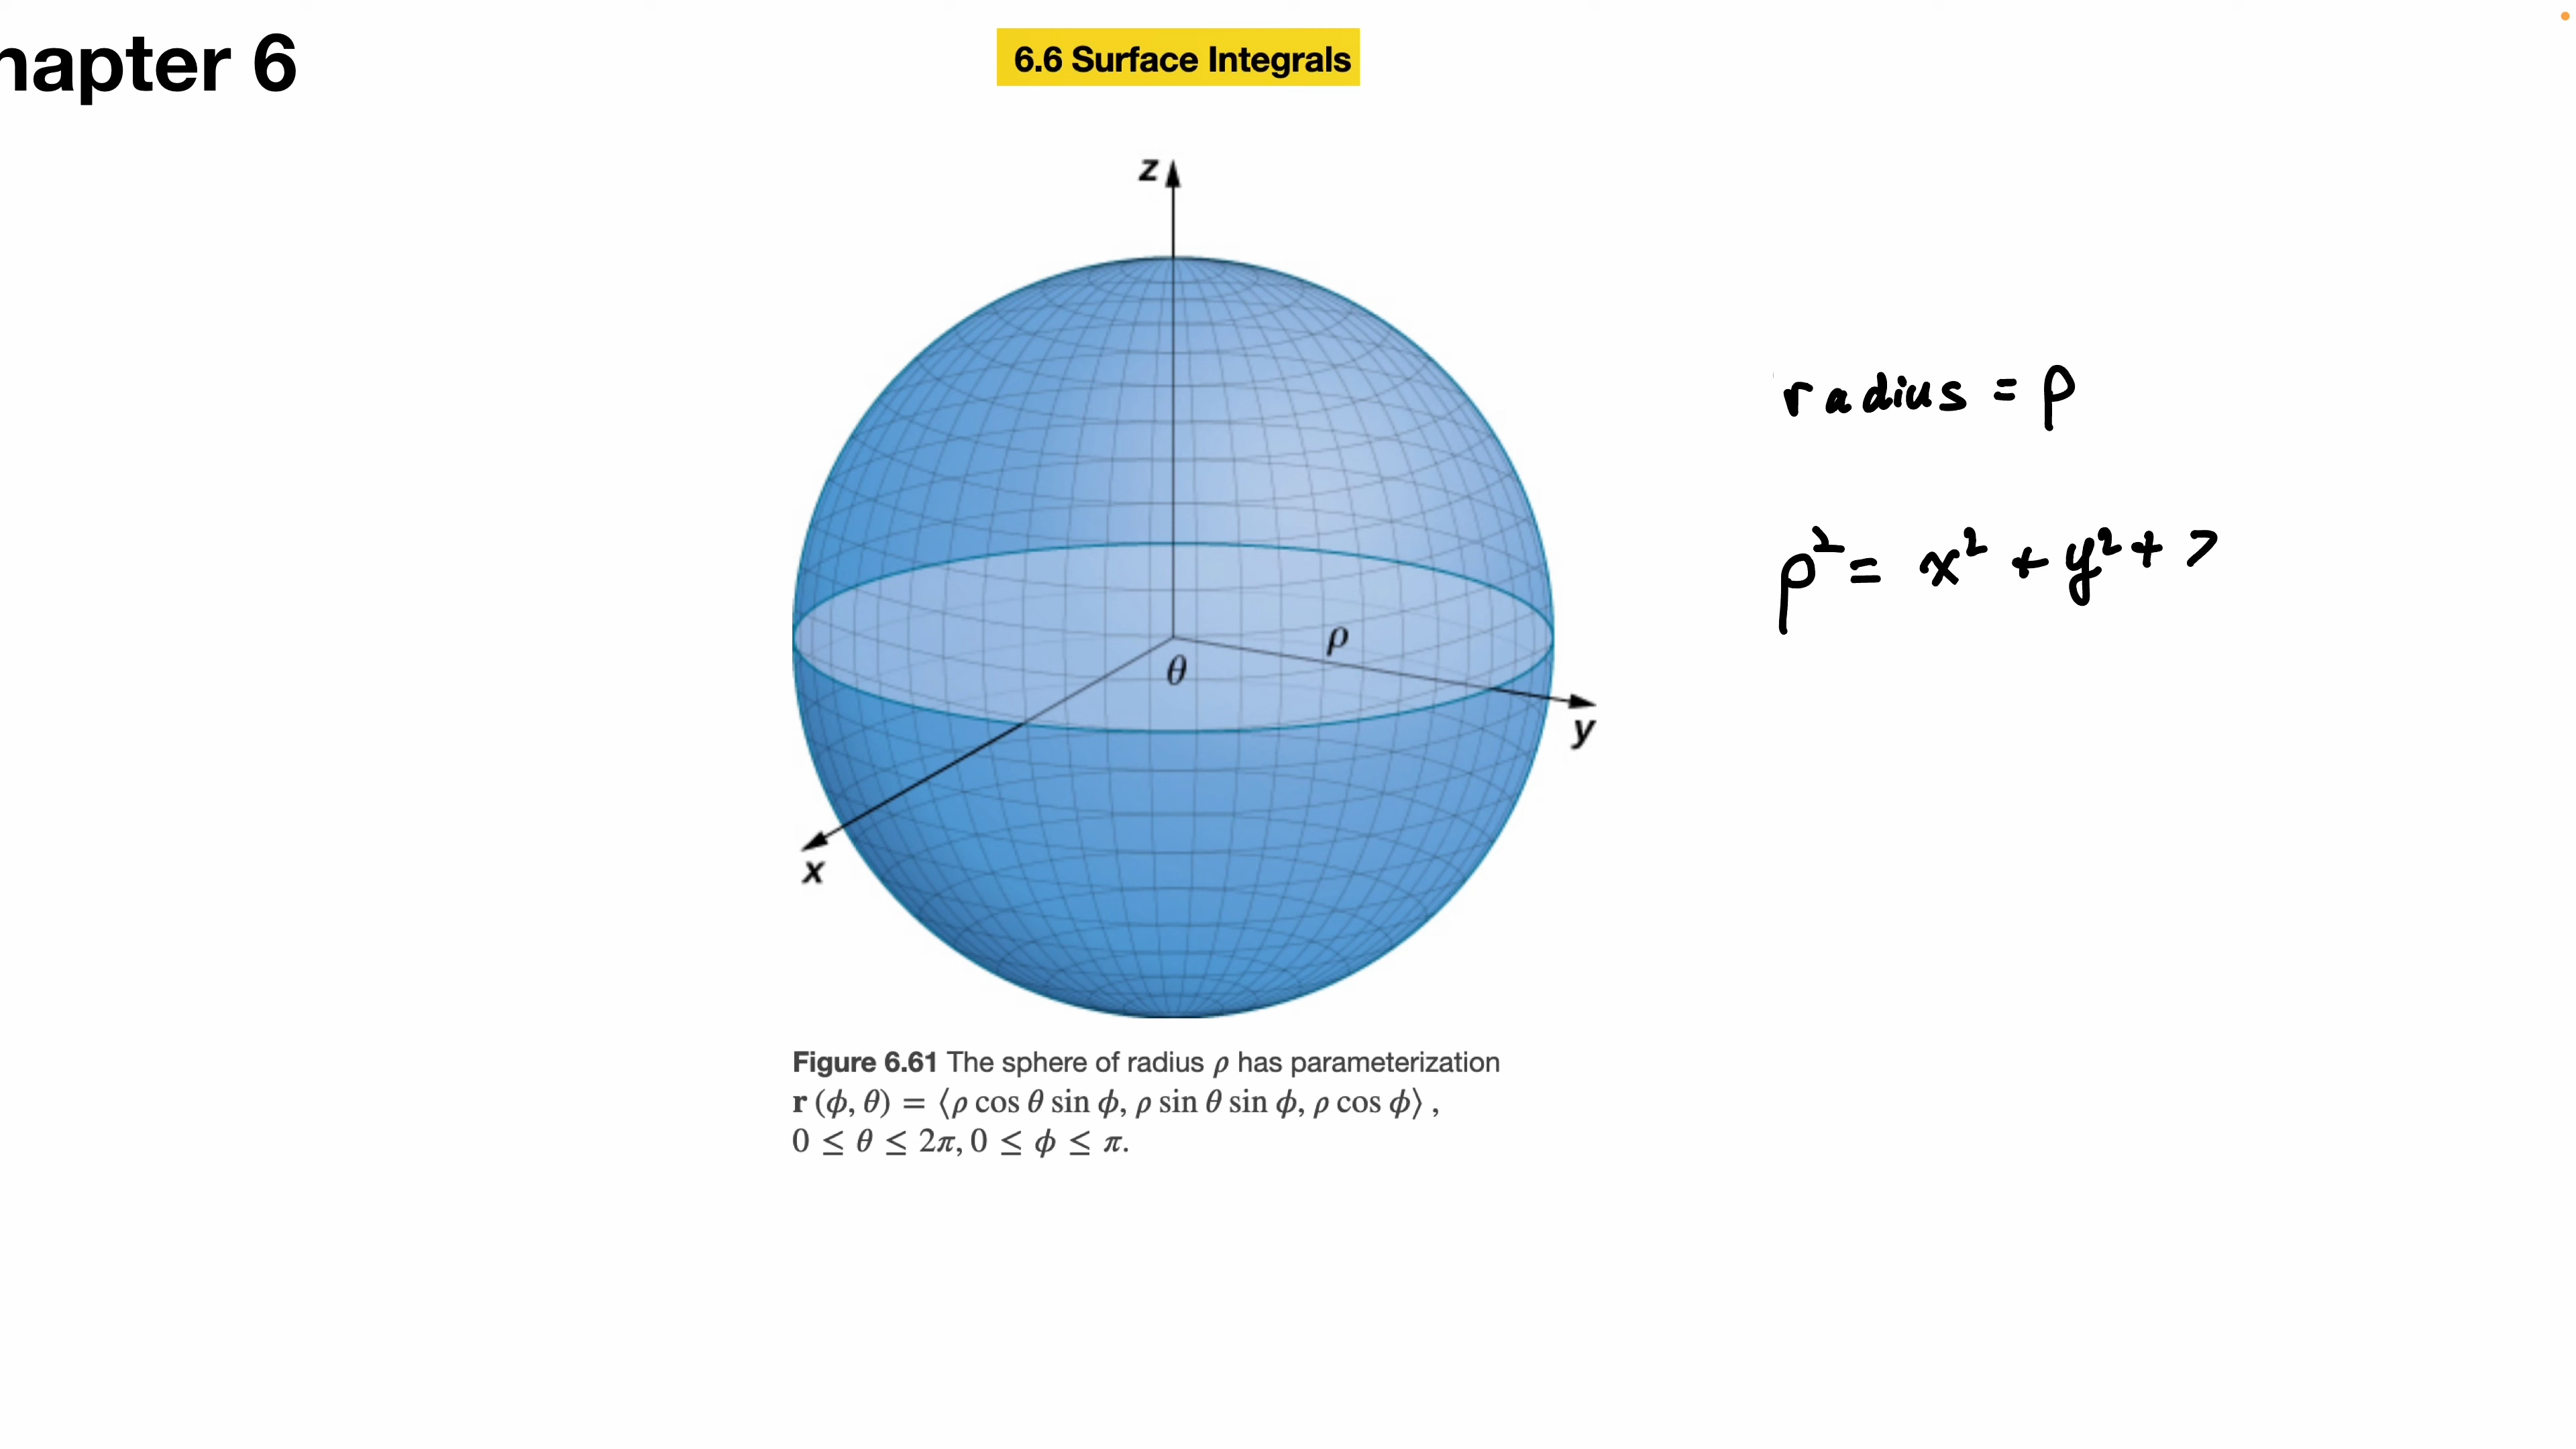 hapter 6
6.6 Surface Integrals
z
radius = ρ
ρ² = x² + y² +
ρ
θ
y
x
Figure 6.61 The sphere of radius ρ has parameterization
r (ϕ, θ) = ⟨ρ cos θ sin ϕ, ρ sin θ sin ϕ, ρ cos ϕ⟩ ,
0 ≤ θ ≤ 2π, 0 ≤ ϕ ≤ π.